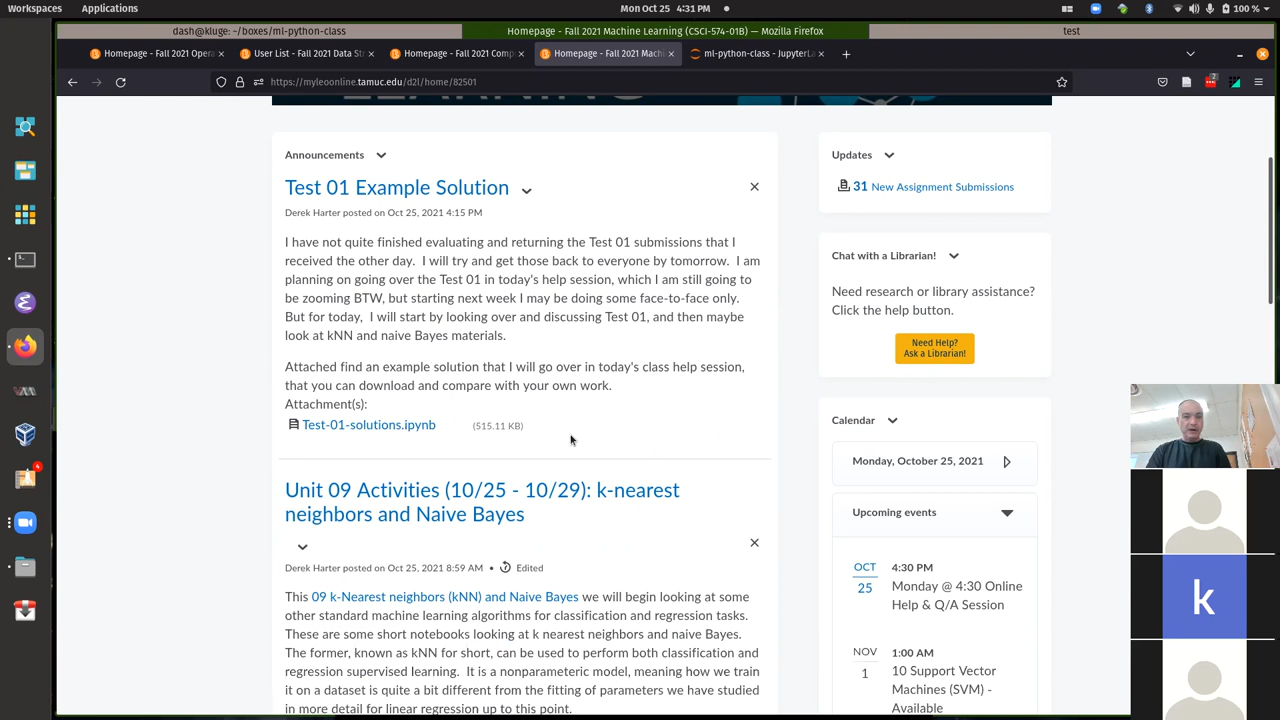 Workspaces Applications Mon Oct 25 4:31 PM 100 %
dash@kluge: ~/boxes/ml-python-class Homepage - Fall 2021 Machine Learning (CSCI-574-01B) — Mozilla Firefox test
Homepage - Fall 2021 Opera User List - Fall 2021 Data St Homepage - Fall 2021 Comp Homepage - Fall 2021 Machi ml-python-class - JupyterLa
https://myleoonline.tamuc.edu/d2l/home/82501
Announcements
Test 01 Example Solution
Derek Harter posted on Oct 25, 2021 4:15 PM
I have not quite finished evaluating and returning the Test 01 submissions that I
received the other day. I will try and get those back to everyone by tomorrow. I am
planning on going over the Test 01 in today's help session, which I am still going to
be zooming BTW, but starting next week I may be doing some face-to-face only.
But for today, I will start by looking over and discussing Test 01, and then maybe
look at kNN and naive Bayes materials.
Attached find an example solution that I will go over in today's class help session,
that you can download and compare with your own work.
Attachment(s):
Test-01-solutions.ipynb (515.11 KB)
Unit 09 Activities (10/25 - 10/29): k-nearest
neighbors and Naive Bayes
Derek Harter posted on Oct 25, 2021 8:59 AM • Edited
This 09 k-Nearest neighbors (kNN) and Naive Bayes we will begin looking at some
other standard machine learning algorithms for classification and regression tasks.
These are some short notebooks looking at k nearest neighbors and naive Bayes.
The former, known as kNN for short, can be used to perform both classification and
regression supervised learning. It is a nonparametric model, meaning how we train
it on a dataset is quite a bit different from the fitting of parameters we have studied
in more detail for linear regression up to this point.
Updates
31 New Assignment Submissions
Chat with a Librarian!
Need research or library assistance?
Click the help button.
Need Help?
Ask a Librarian!
Calendar
Monday, October 25, 2021
Upcoming events
OCT
25
4:30 PM
Monday @ 4:30 Online
Help & Q/A Session
NOV
1
1:00 AM
10 Support Vector
Machines (SVM) -
Available
k